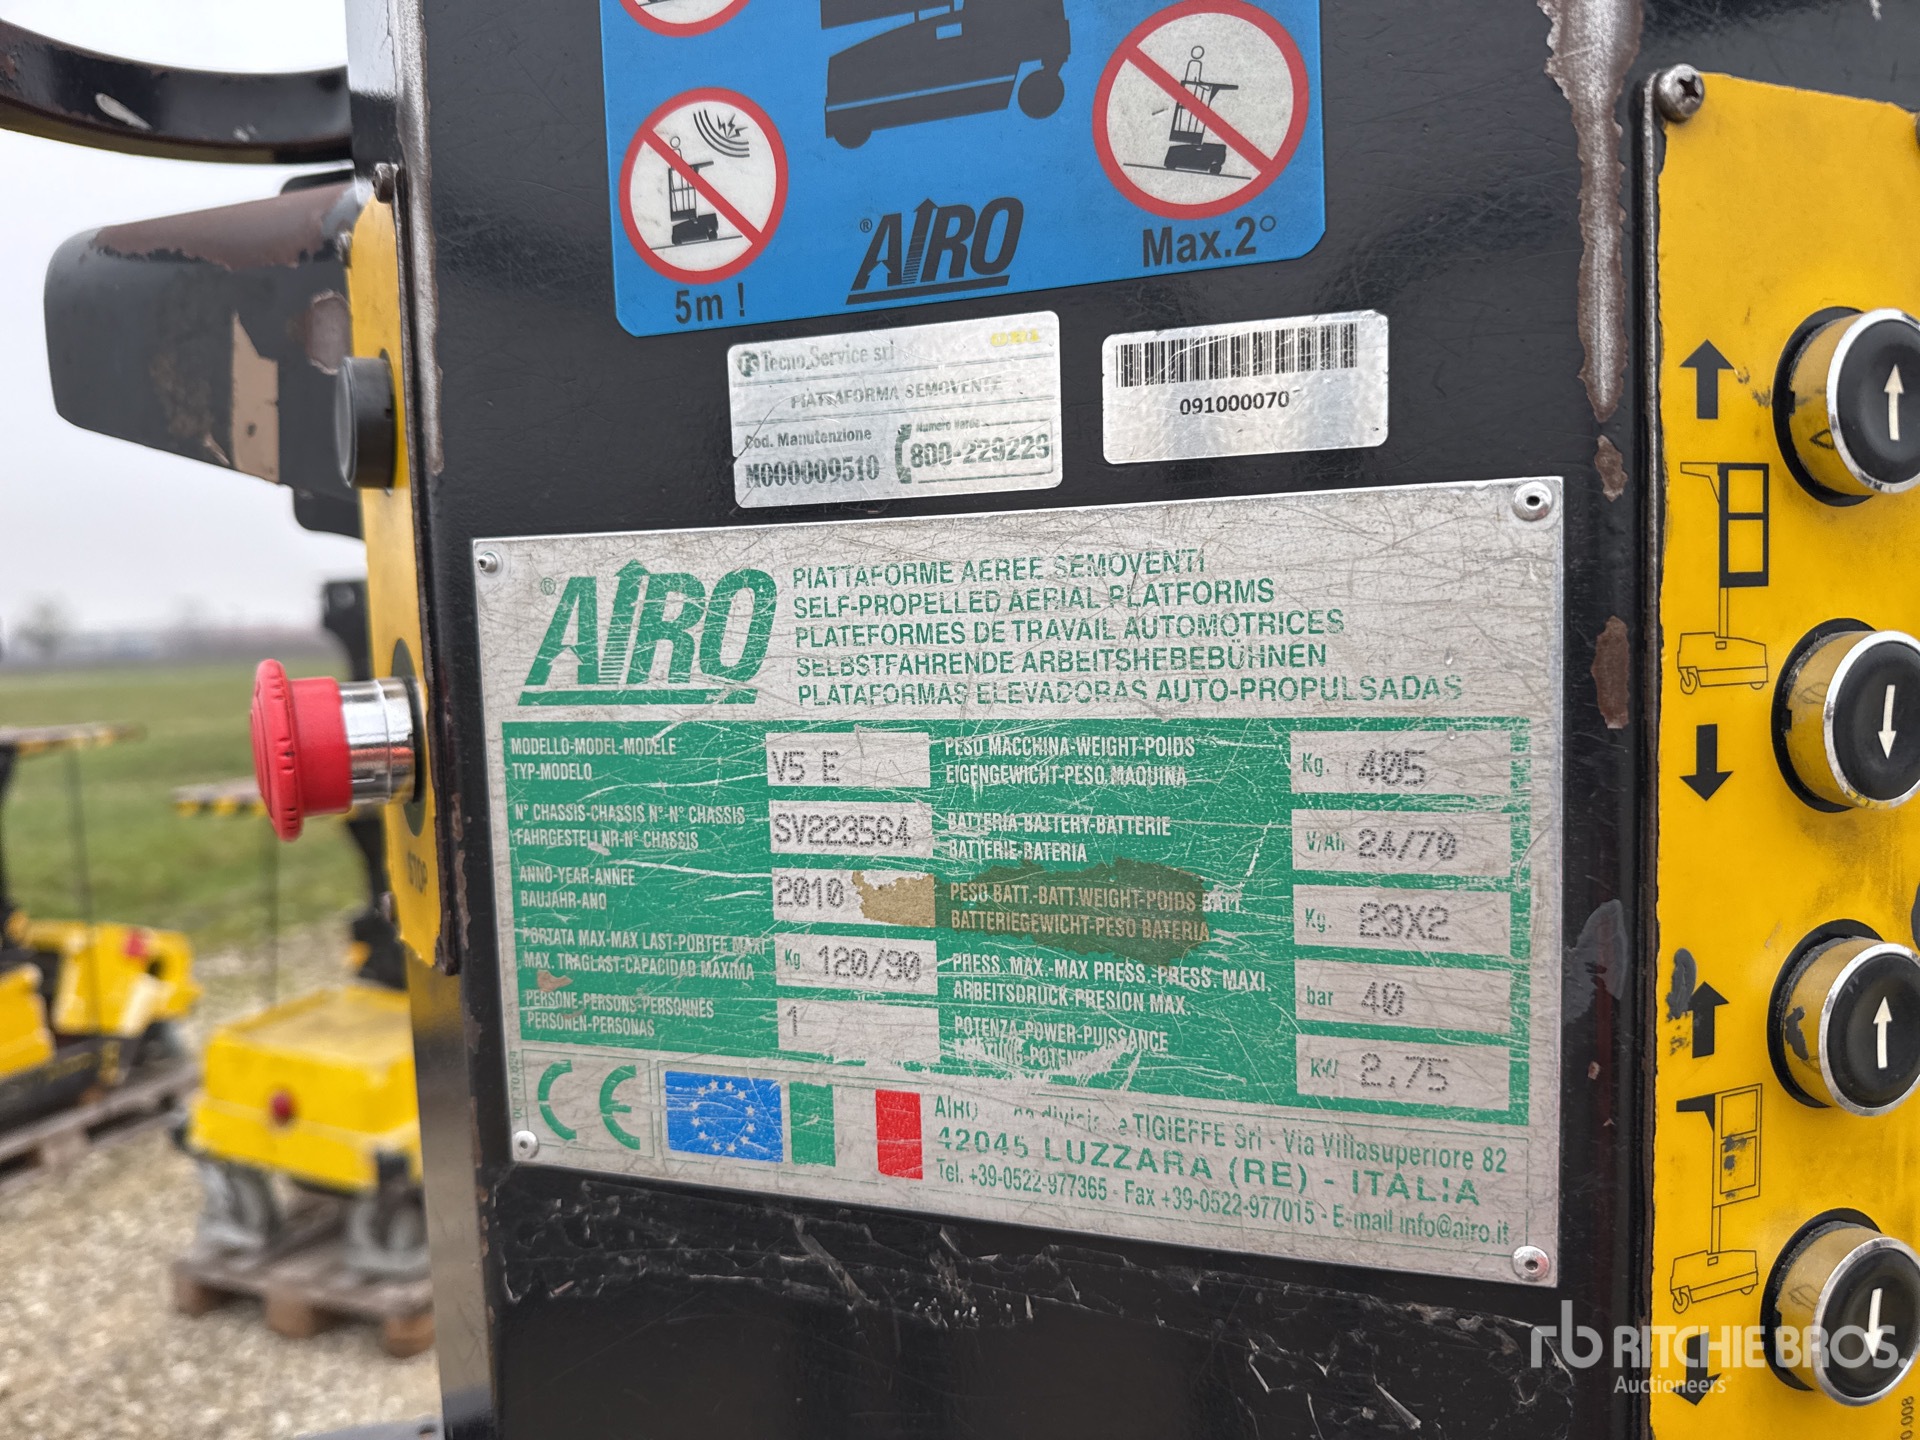 ® AIRO
5m !
Max.2°
Tecno Service srl
PIATTAFORMA SEMOVENTE
Cod. Manutenzione
Numero Verde
M000009510
800-229229
09100007
® AIRO
PIATTAFORME AEREE SEMOVENTI
SELF-PROPELLED AERIAL PLATFORMS
PLATEFORMES DE TRAVAIL AUTOMOTRICES
SELBSTFAHRENDE ARBEITSHEBEBÜHNEN
PLATAFORMAS ELEVADORAS AUTO-PROPULSADAS
MODELLO-MODEL-MODELE
TYP-MODELO
V5 E
PESO MACCHINA-WEIGHT-POIDS
EIGENGEWICHT-PESO MAQUINA
Kg. 405
N° CHASSIS-CHASSIS N°-N° CHASSIS
FAHRGESTELL NR-N° CHASSIS
SV223564
BATTERIA-BATTERY-BATTERIE
BATTERIE-BATERIA
V/Ah 24/70
ANNO-YEAR-ANNEE
BAUJAHR-ANO
2010
PESO BATT.-BATT.WEIGHT-POIDS BATT.
BATTERIEGEWICHT-PESO BATERIA
Kg. 23X2
PORTATA MAX-MAX LAST-PORTEE MAXI
MAX. TRAGLAST-CAPACIDAD MAXIMA
Kg. 120/90
PRESS. MAX.-MAX PRESS.-PRESS. MAXI.
ARBEITSDRUCK-PRESION MAX.
bar 40
PERSONE-PERSONS-PERSONNES
PERSONEN-PERSONAS
1
POTENZA-POWER-PUISSANCE
KW 2.75
CE
TIGIEFFE Srl - Via Villasuperiore 82
42045 LUZZARA (RE) - ITALIA
Tel. +39-0522-977365 - Fax +39-0522-977015 - E-mail info@airo.it
STOP
rb RITCHIE BROS.
Auctioneers